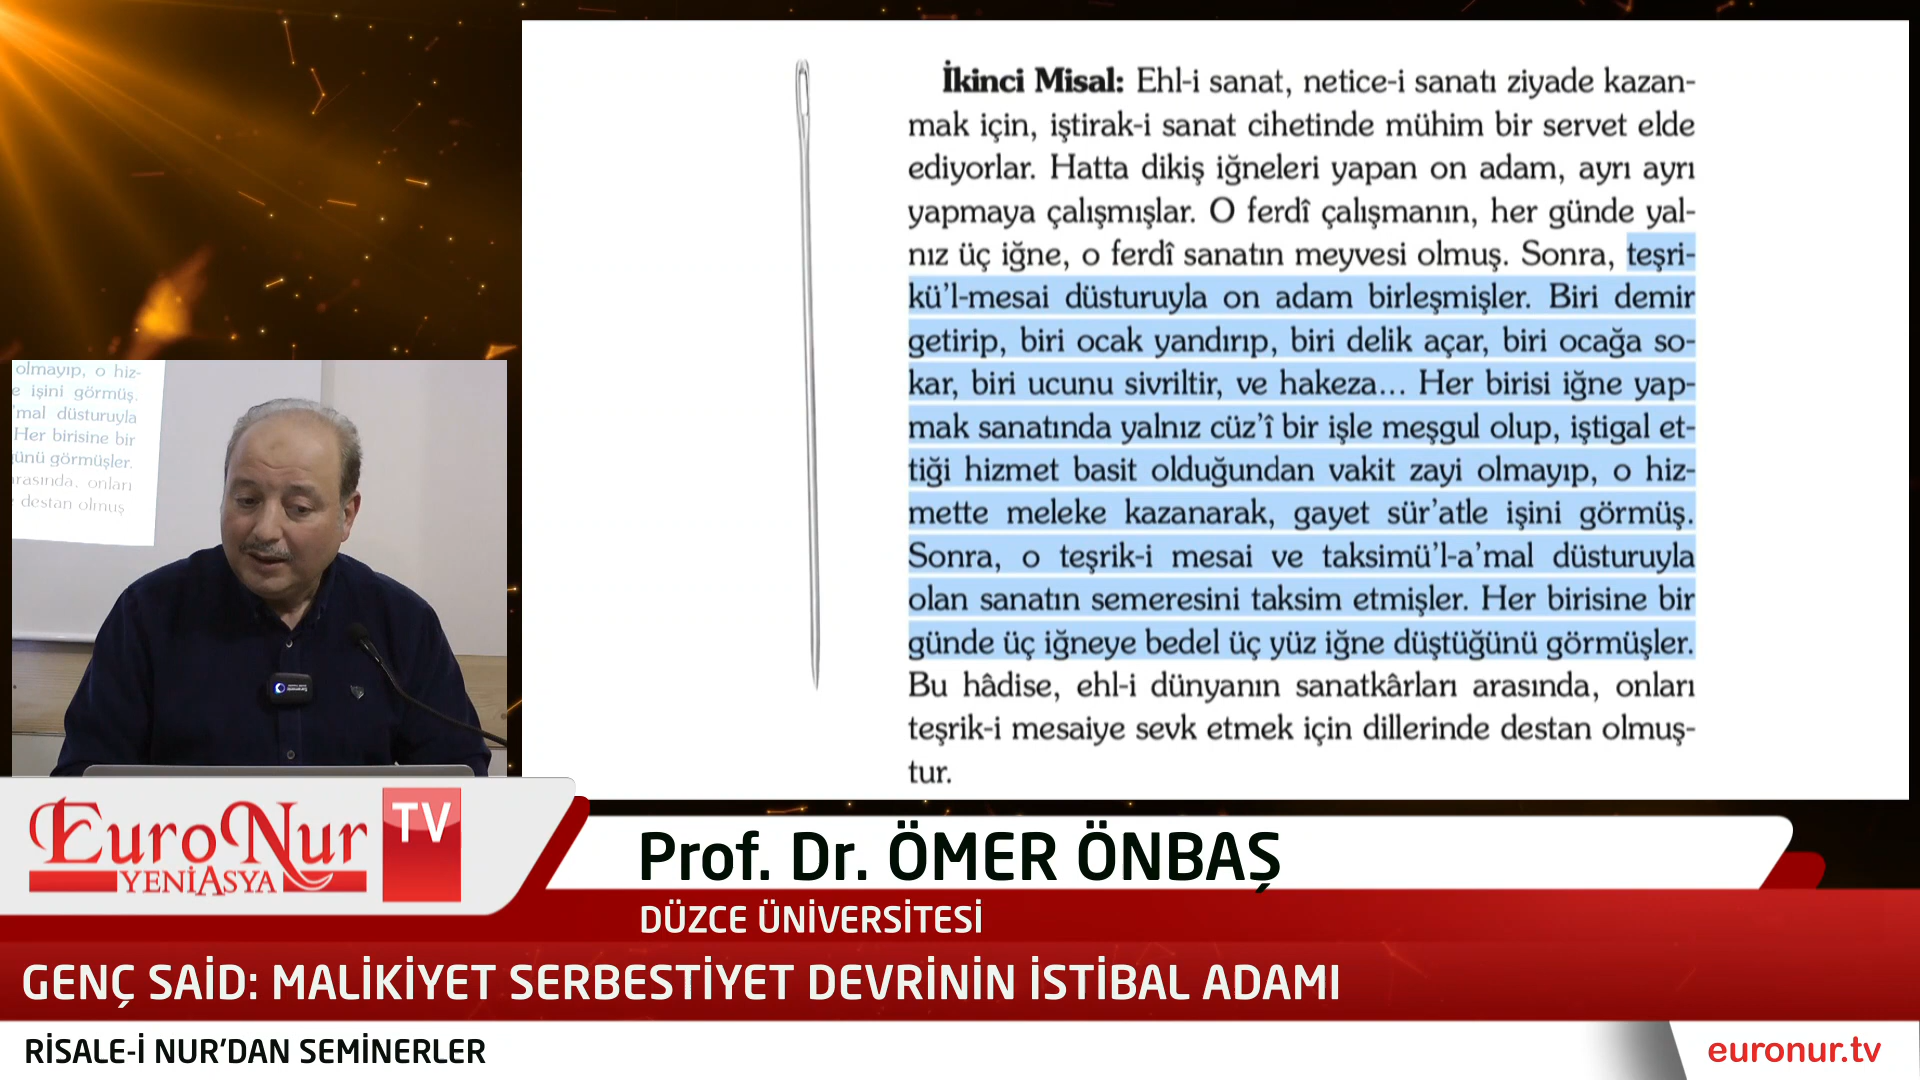 İkinci Misal: Ehl-i sanat, netice-i sanatı ziyade kazan-
mak için, iştirak-i sanat cihetinde mühim bir servet elde
ediyorlar. Hatta dikiş iğneleri yapan on adam, ayrı ayrı
yapmaya çalışmışlar. O ferdî çalışmanın, her günde yal-
nız üç iğne, o ferdî sanatın meyvesi olmuş. Sonra, teşri-
kü’l-mesai düsturuyla on adam birleşmişler. Biri demir
getirip, biri ocak yandırıp, biri delik açar, biri ocağa so-
kar, biri ucunu sivriltir, ve hakeza... Her birisi iğne yap-
mak sanatında yalnız cüz’î bir işle meşgul olup, iştigal et-
tiği hizmet basit olduğundan vakit zayi olmayıp, o hiz-
mette meleke kazanarak, gayet sür’atle işini görmüş.
Sonra, o teşrik-i mesai ve taksimü’l-a’mal düsturuyla
olan sanatın semeresini taksim etmişler. Her birisine bir
günde üç iğneye bedel üç yüz iğne düştüğünü görmüşler.
Bu hâdise, ehl-i dünyanın sanatkârları arasında, onları
teşrik-i mesaiye sevk etmek için dillerinde destan olmuş-
tur.
olmayıp, o hiz-
e işini görmüş.
’mal düsturuyla
Her birisine bir
ünü görmüşler.
rasında, onları
destan olmuş
EuroNur TV
YENİASYA
Prof. Dr. ÖMER ÖNBAŞ
DÜZCE ÜNİVERSİTESİ
GENÇ SAİD: MALİKİYET SERBESTİYET DEVRİNİN İSTİBAL ADAMI
RİSALE-İ NUR’DAN SEMİNERLER
euronur.tv